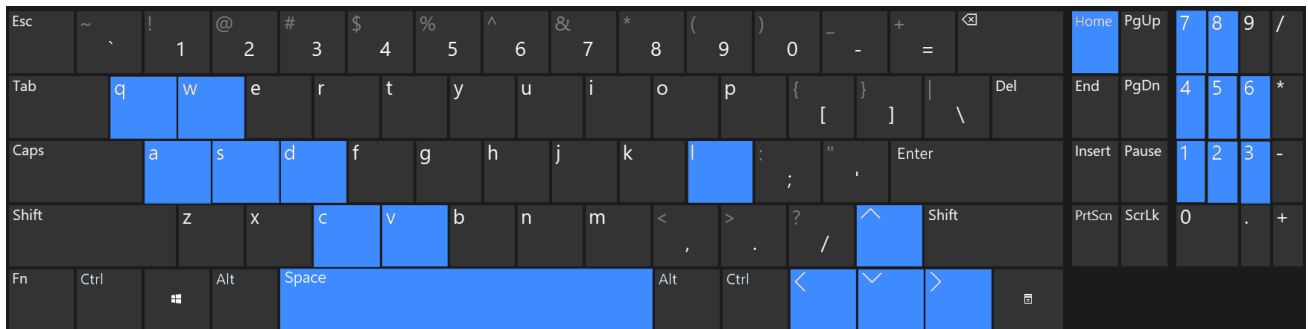 Esc ~ ` ! 1 @ 2 # 3 $ 4 % 5 ^ 6 & 7 * 8 ( 9 ) 0 _ - + = Home PgUp 7 8 9 /
Tab q w e r t y u i o p { [ } ] | \ Del End PgDn 4 5 6 *
Caps a s d f g h j k l : ; " ' Enter Insert Pause 1 2 3 -
Shift z x c v b n m < , > . ? / Shift PrtScn ScrLk 0 . +
Fn Ctrl Alt Space Alt Ctrl